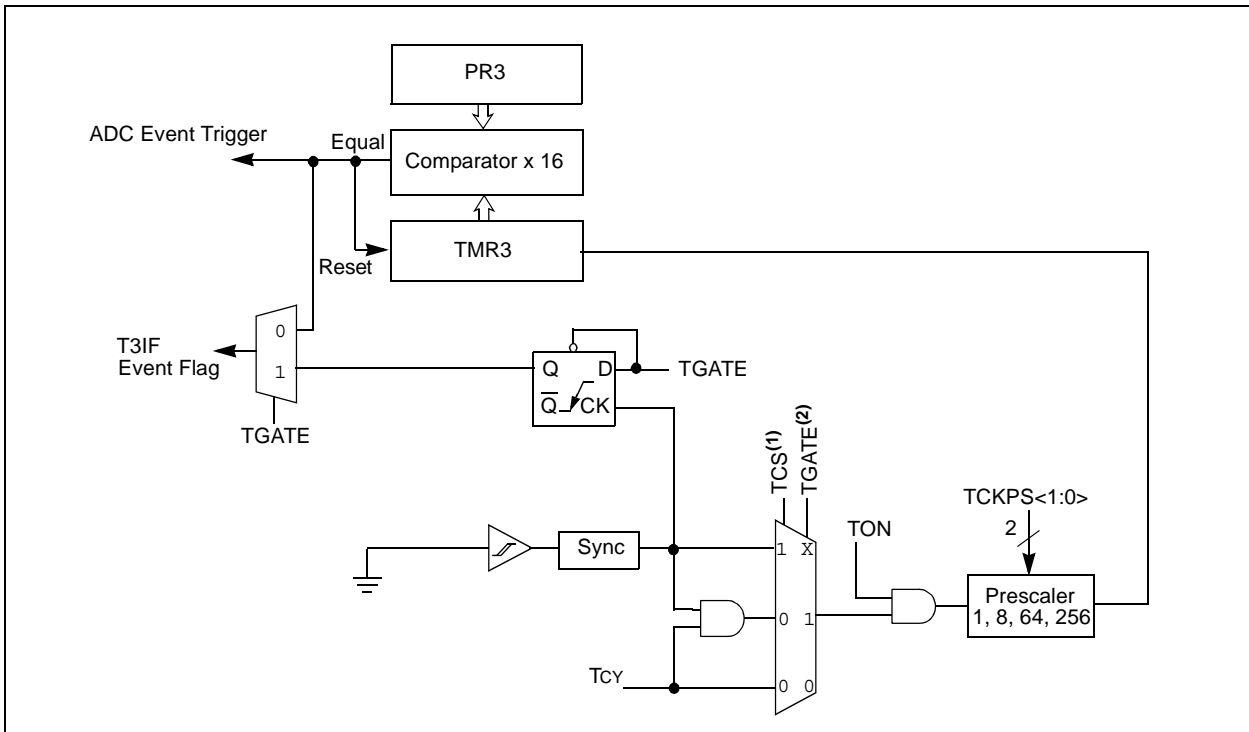 PR3
ADC Event Trigger
Equal
Comparator x 16
Reset
TMR3
0
1
T3IF
Event Flag
TGATE
Q D
Q̅ CK
TGATE
TCS(1)
TGATE(2)
TCKPS<1:0>
2
TON
Sync
1 X
0 1
0 0
Prescaler
1, 8, 64, 256
TCY